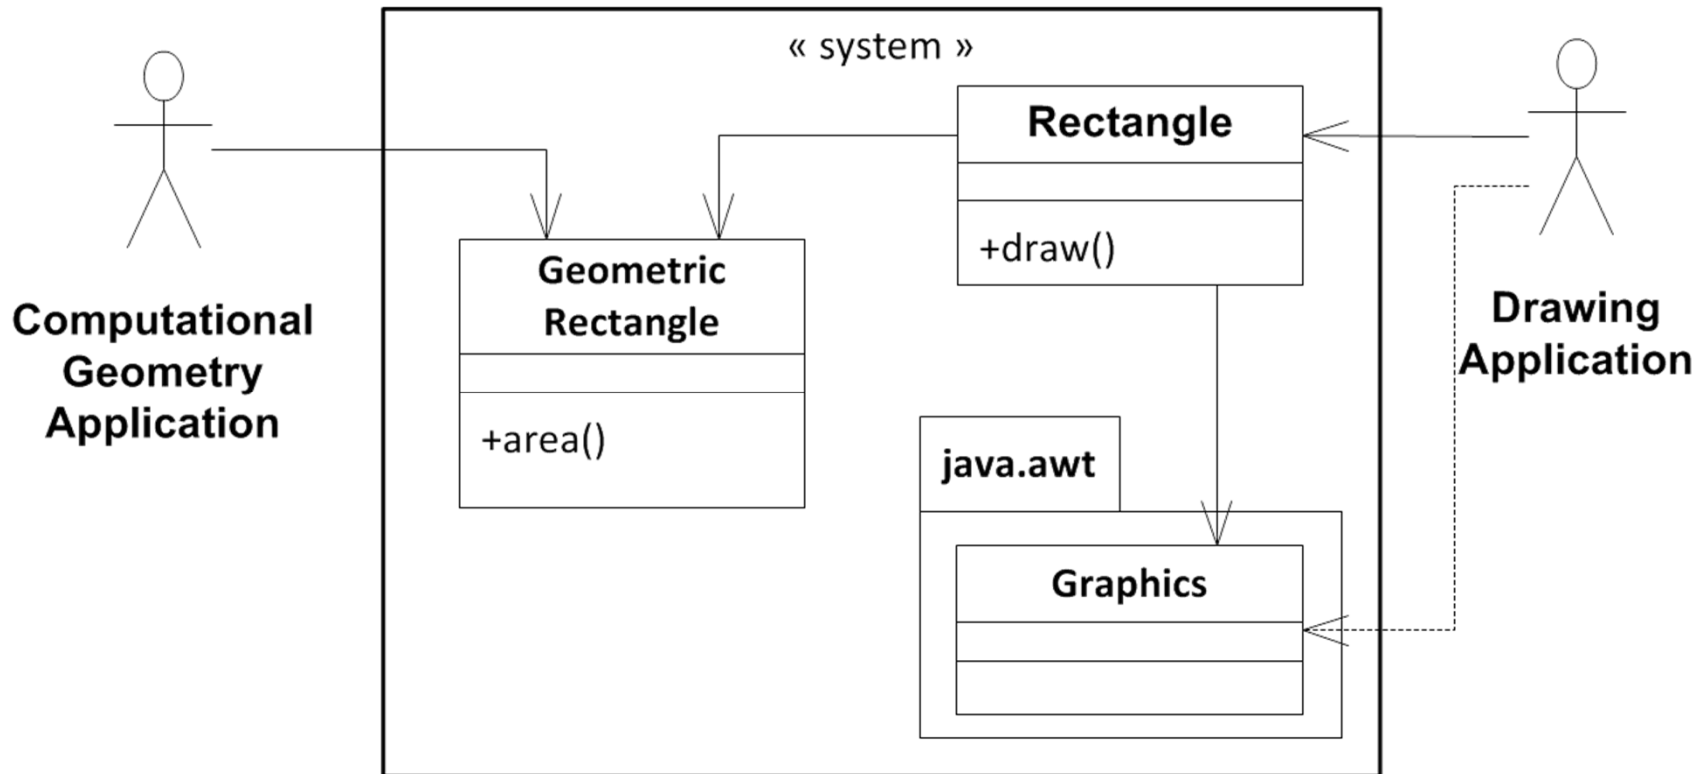 « system »
Rectangle
+draw()
Geometric
Rectangle
+area()
Computational
Geometry
Application
Drawing
Application
java.awt
Graphics